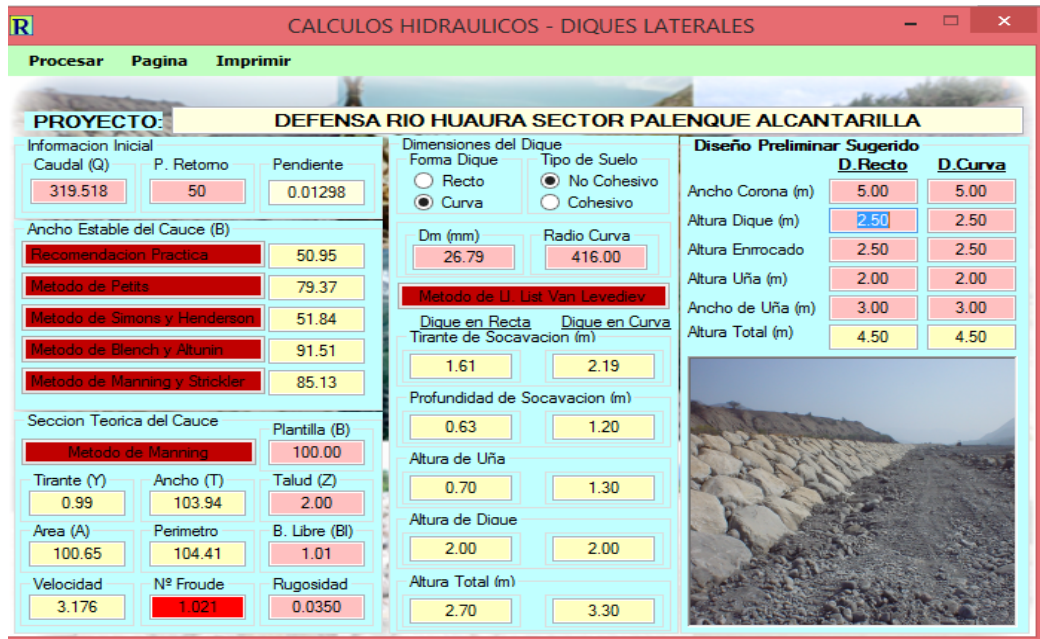 R
CALCULOS HIDRAULICOS - DIQUES LATERALES
Procesar Pagina Imprimir
PROYECTO: DEFENSA RIO HUAURA SECTOR PALENQUE ALCANTARILLA
Informacion Inicial
Caudal (Q) P. Retorno Pendiente
319.518 50 0.01298
Ancho Estable del Cauce (B)
Recomendacion Practica 50.95
Metodo de Petits 79.37
Metodo de Simons y Henderson 51.84
Metodo de Blench y Altunin 91.51
Metodo de Manning y Strickler 85.13
Seccion Teorica del Cauce
Plantilla (B)
Metodo de Manning 100.00
Tirante (Y) Ancho (T) Talud (Z)
0.99 103.94 2.00
Area (A) Perimetro B. Libre (Bl)
100.65 104.41 1.01
Velocidad Nº Froude Rugosidad
3.176 1.021 0.0350
Dimensiones del Dique
Forma Dique Tipo de Suelo
Recto No Cohesivo
Curva Cohesivo
Dm (mm) Radio Curva
26.79 416.00
Metodo de LI. List Van Levediev
Dique en Recta Dique en Curva
Tirante de Socavacion (m)
1.61 2.19
Profundidad de Socavacion (m)
0.63 1.20
Altura de Uña
0.70 1.30
Altura de Dique
2.00 2.00
Altura Total (m)
2.70 3.30
Diseño Preliminar Sugerido
D.Recto D.Curva
Ancho Corona (m) 5.00 5.00
Altura Dique (m) 2.50 2.50
Altura Enrrocado 2.50 2.50
Altura Uña (m) 2.00 2.00
Ancho de Uña (m) 3.00 3.00
Altura Total (m) 4.50 4.50